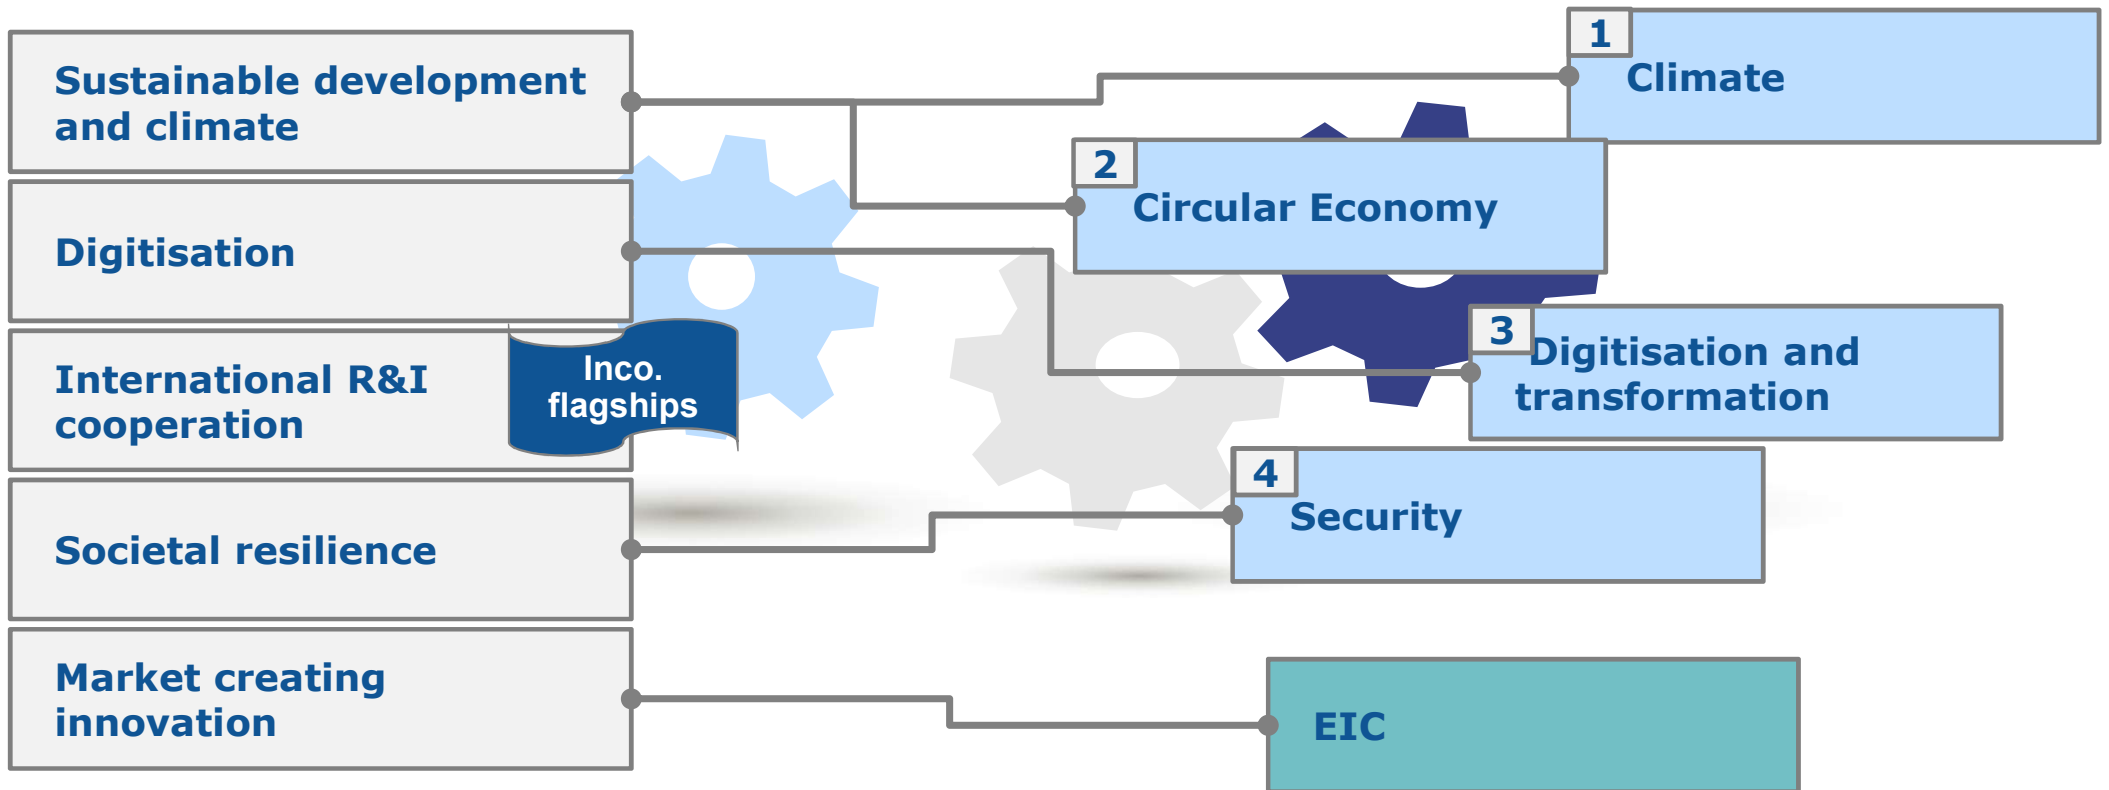 Sustainable development
and climate
Digitisation
International R&I
cooperation
Inco.
flagships
Societal resilience
Market creating
innovation
1
Climate
2
Circular Economy
3
Digitisation and
transformation
4
Security
EIC